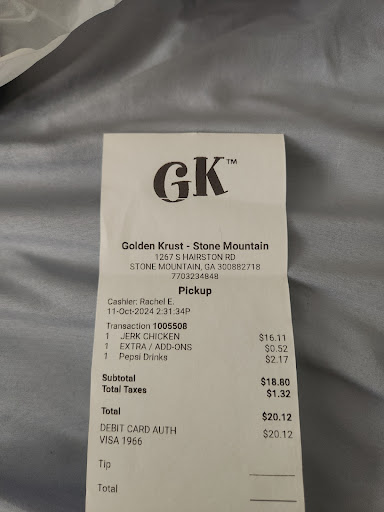 GK™
Golden Krust - Stone Mountain
1267 S HAIRSTON RD
STONE MOUNTAIN, GA 300882718
7703234848
Pickup
Cashier: Rachel E.
11-Oct-2024 2:31:34P
Transaction 1005508
1 JERK CHICKEN $16.11
1 EXTRA / ADD-ONS $0.52
1 Pepsi Drinks $2.17
Subtotal $18.80
Total Taxes $1.32
Total $20.12
DEBIT CARD AUTH $20.12
VISA 1966
Tip
Total